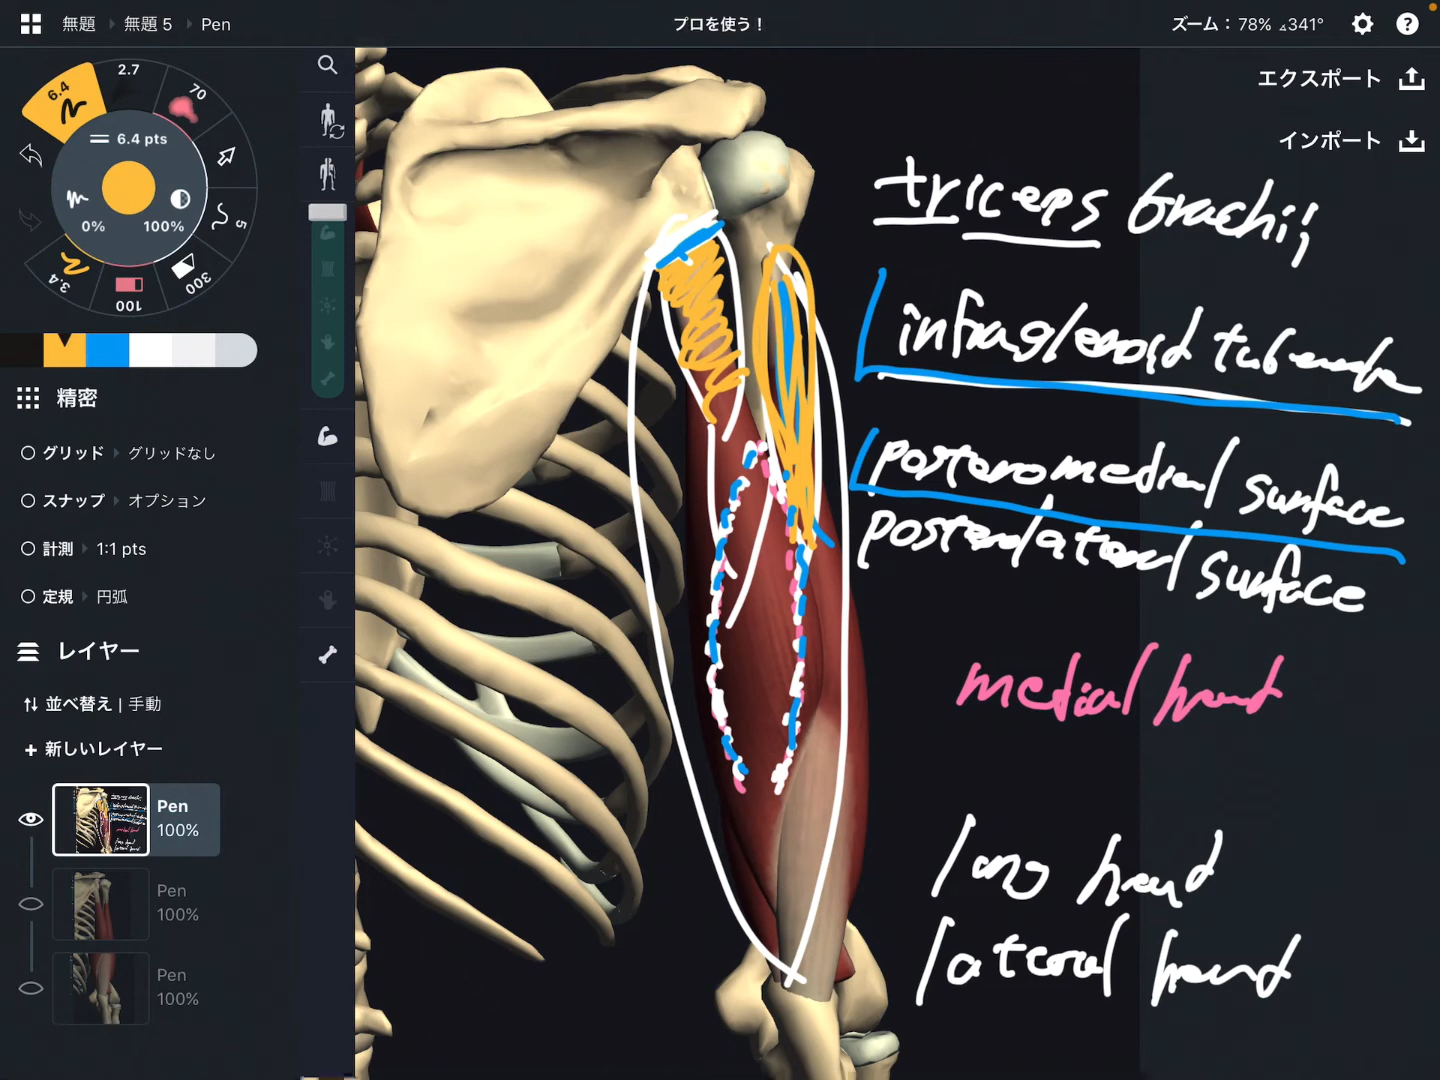 無題 無題 5 Pen
プロを使う！
ズーム： 78% ⦟341°
エクスポート
インポート
2.7
6.4
70
6.4 pts
0% 100%
5
3.4
100
300
精密
グリッド グリッドなし
スナップ オプション
計測 1:1 pts
定規 円弧
レイヤー
並べ替え | 手動
+ 新しいレイヤー
Pen
100%
Pen
100%
Pen
100%
triceps brachii
infraglenoid tubercle
posteromedial surface
posterolateral surface
medial head
long head
lateral head